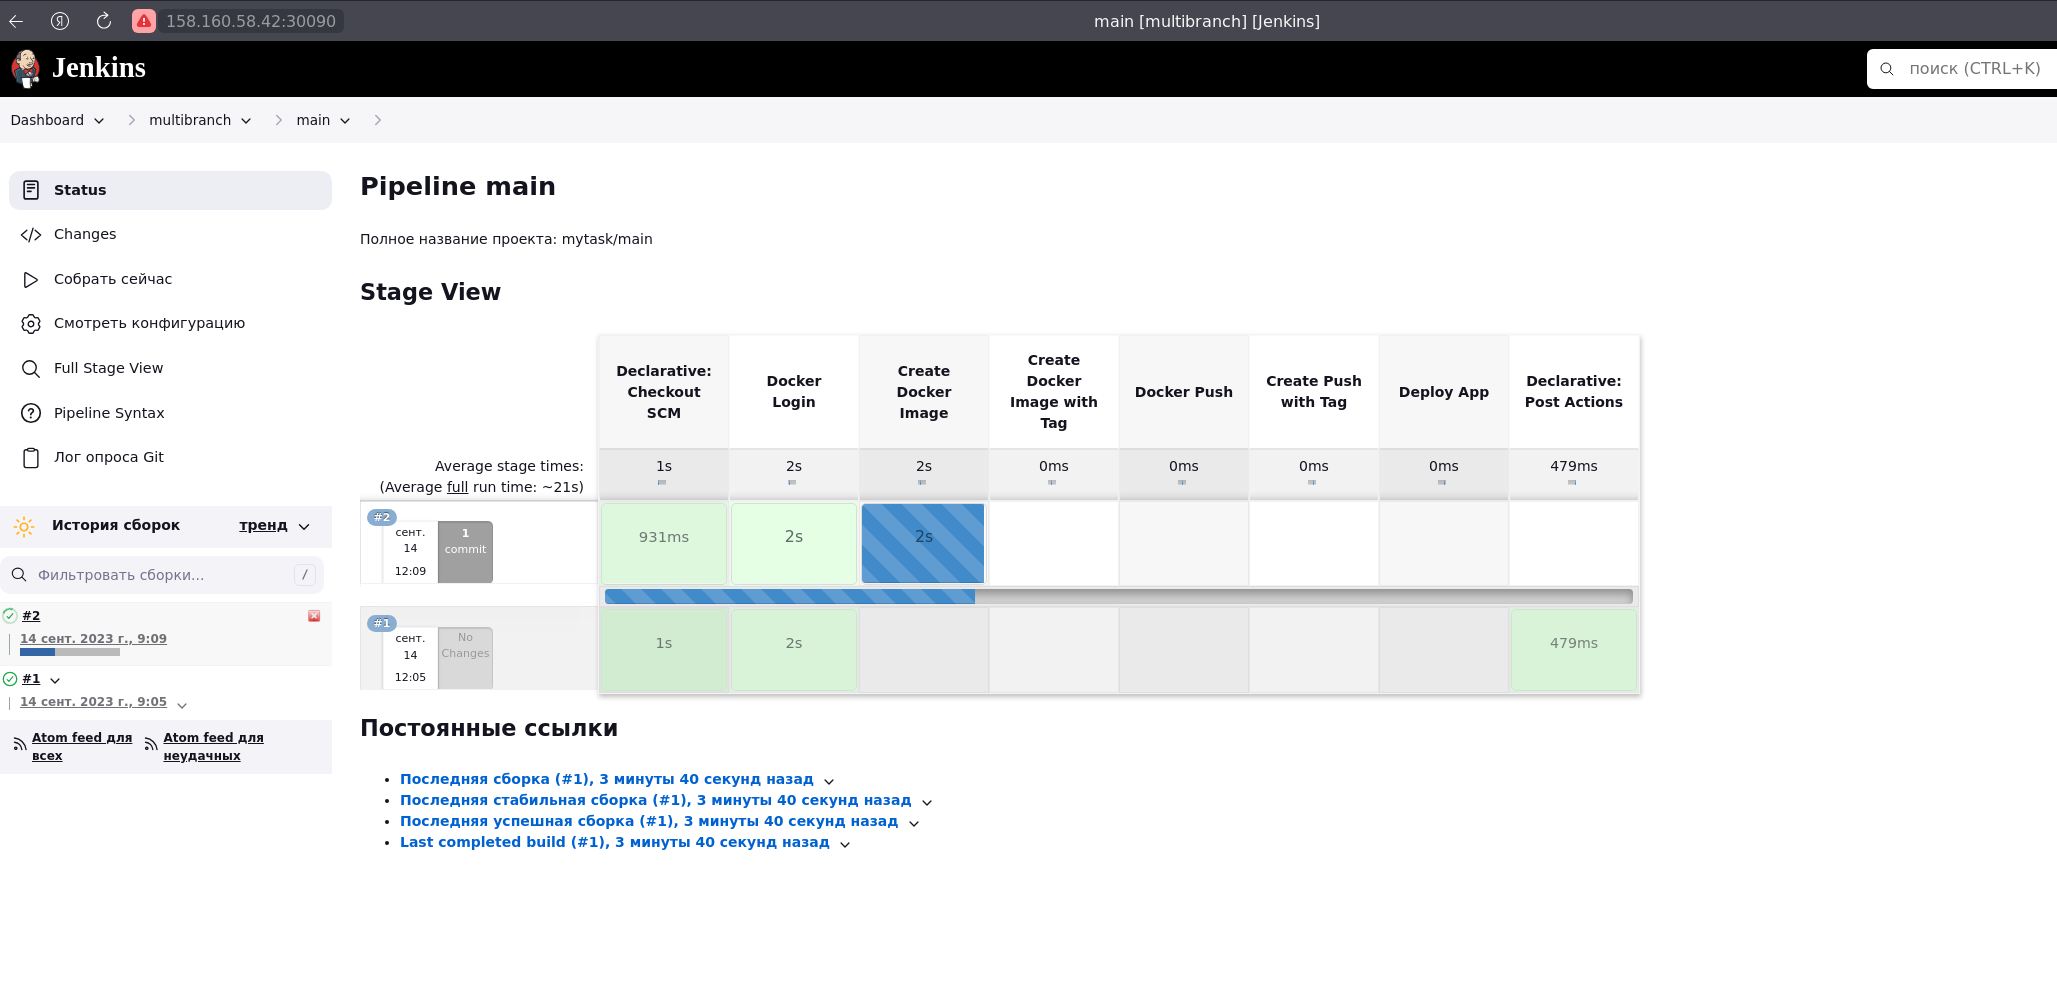 158.160.58.42:30090
main [multibranch] [Jenkins]
Jenkins
поиск (CTRL+K)
Dashboard
multibranch
main
Status
Changes
Собрать сейчас
Смотреть конфигурацию
Full Stage View
Pipeline Syntax
Лог опроса Git
История сборок
тренд
Фильтровать сборки...
/
#2
14 сент. 2023 г., 9:09
#1
14 сент. 2023 г., 9:05
Atom feed для
всех
Atom feed для
неудачных
Pipeline main
Полное название проекта: mytask/main
Stage View
Declarative:
Checkout
SCM
Docker
Login
Create
Docker
Image
Create
Docker
Image with
Tag
Docker Push
Create Push
with Tag
Deploy App
Declarative:
Post Actions
Average stage times:
(Average full run time: ~21s)
1s
2s
2s
0ms
0ms
0ms
0ms
479ms
#2
сент.
14
12:09
1
commit
931ms
2s
2s
#1
сент.
14
12:05
No
Changes
1s
2s
479ms
Постоянные ссылки
Последняя сборка (#1), 3 минуты 40 секунд назад
Последняя стабильная сборка (#1), 3 минуты 40 секунд назад
Последняя успешная сборка (#1), 3 минуты 40 секунд назад
Last completed build (#1), 3 минуты 40 секунд назад